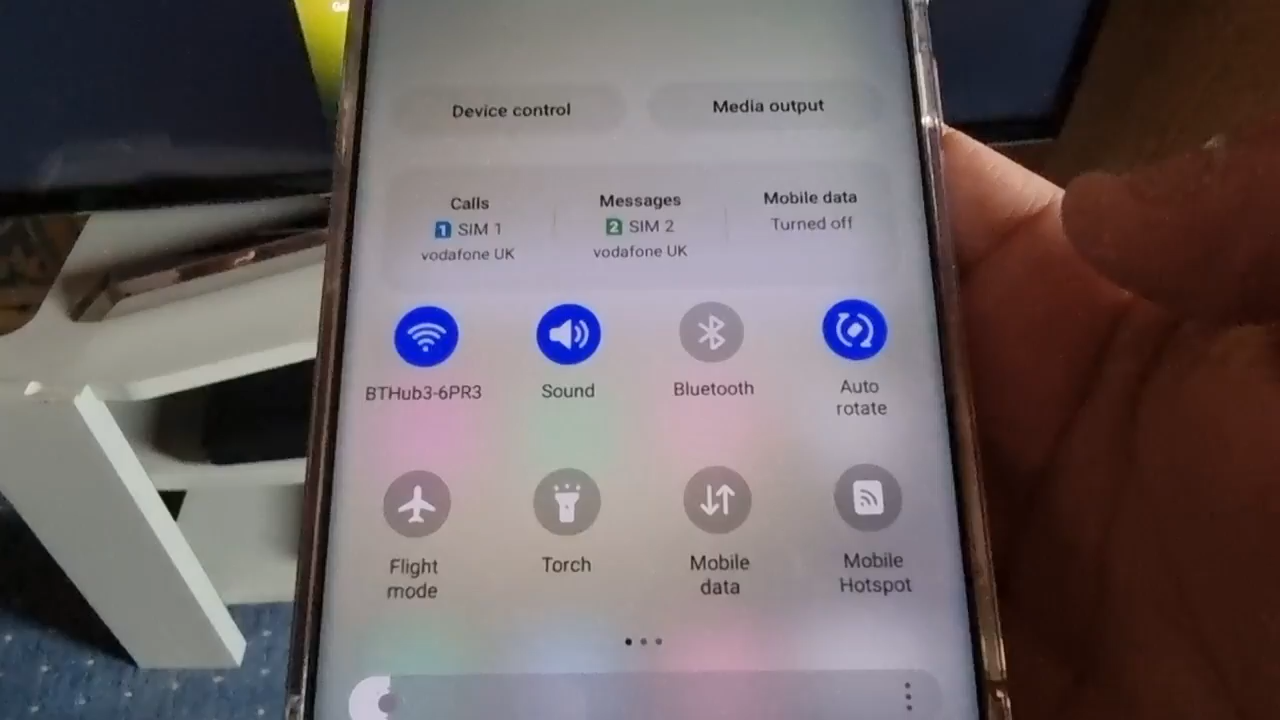 Device control
Media output
Calls
1 SIM 1
vodafone UK
Messages
2 SIM 2
vodafone UK
Mobile data
Turned off
BTHub3-6PR3
Sound
Bluetooth
Auto
rotate
Flight
mode
Torch
Mobile
data
Mobile
Hotspot